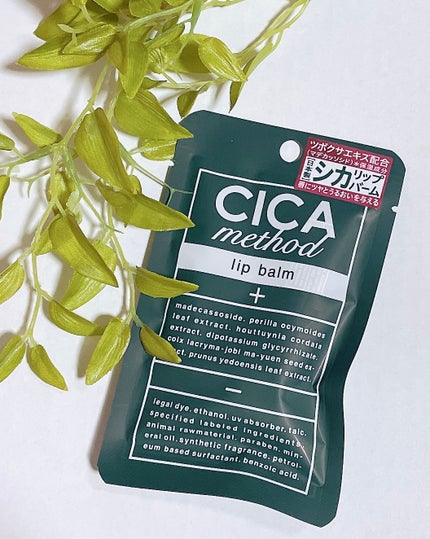 ツボクサエキス配合
(マデカッソシド)※保湿成分
日本製
シカリップバーム
唇にツヤとうるおいを与える
CICA
method
lip balm
+
madecassoside. perilla ocymoides
leaf extract. houttuynia cordata
extract. dipotassium glycyrrhizate.
coix lacryma-jobi ma-yuen seed ex-
ct, prunus yedoensis leaf extract.
−
legal dye. ethanol. uv absorber. talc.
specified labeled ingredients.
animal rawmaterial. paraben. min-
eral oil. synthetic fragrance. petrol-
eum based surfactant. benzoic acid.